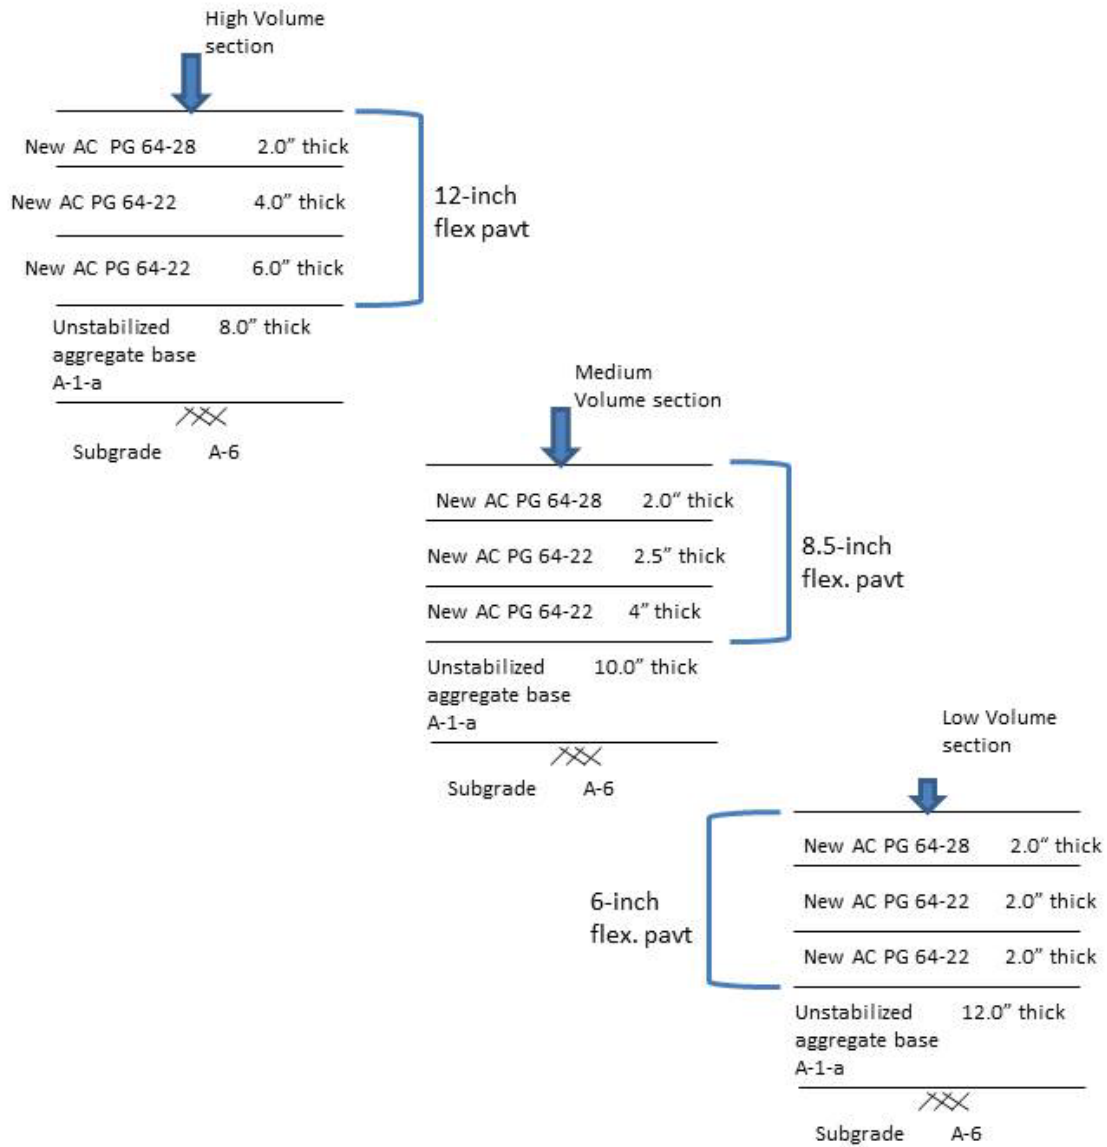 High Volume
section
New AC PG 64-28 2.0” thick
New AC PG 64-22 4.0” thick
New AC PG 64-22 6.0” thick
12-inch
flex pavt
Unstabilized 8.0” thick
aggregate base
A-1-a
Subgrade A-6
Medium
Volume section
New AC PG 64-28 2.0” thick
New AC PG 64-22 2.5” thick
New AC PG 64-22 4” thick
8.5-inch
flex. pavt
Unstabilized 10.0” thick
aggregate base
A-1-a
Subgrade A-6
Low Volume
section
New AC PG 64-28 2.0“ thick
New AC PG 64-22 2.0” thick
New AC PG 64-22 2.0” thick
6-inch
flex. pavt
Unstabilized 12.0” thick
aggregate base
A-1-a
Subgrade A-6